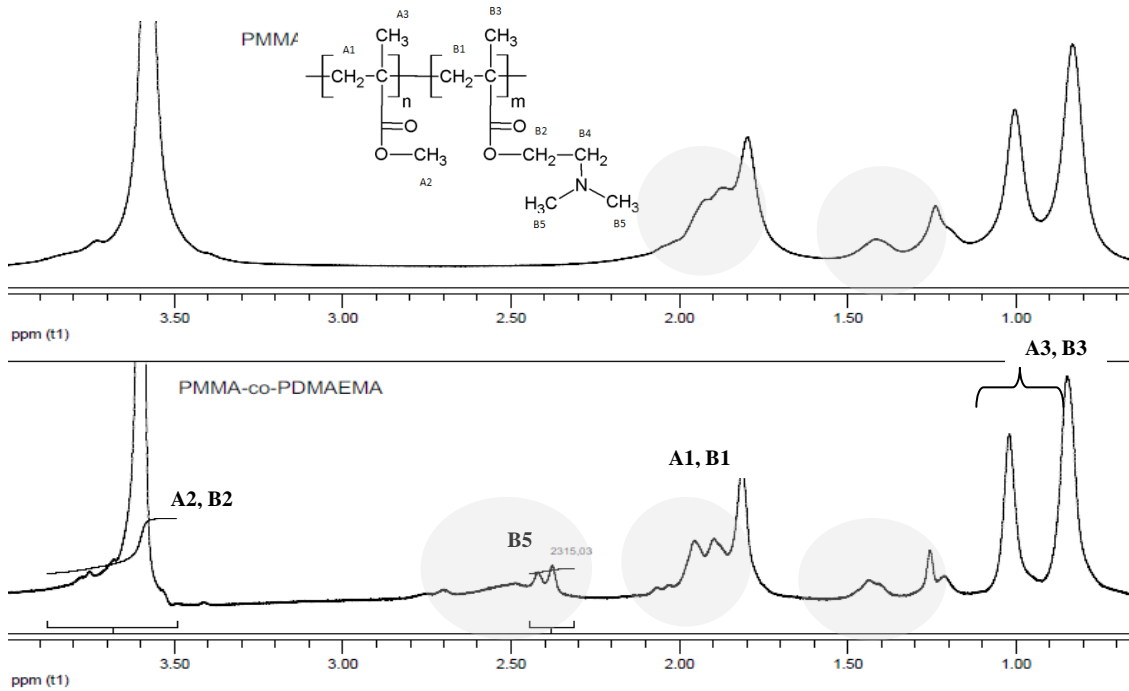 PMMA
A3
B3
CH₃
CH₃
A1
B1
CH₂
C
CH₂
C
n
m
C
O
C
O
O
CH₃
O
CH₂
CH₂
B2
B4
A2
N
H₃C
CH₃
B5
B5
3.50
3.00
2.50
2.00
1.50
1.00
ppm (t1)
PMMA-co-PDMAEMA
A3, B3
A1, B1
A2, B2
B5
2315,03
3.50
3.00
2.50
2.00
1.50
1.00
ppm (t1)